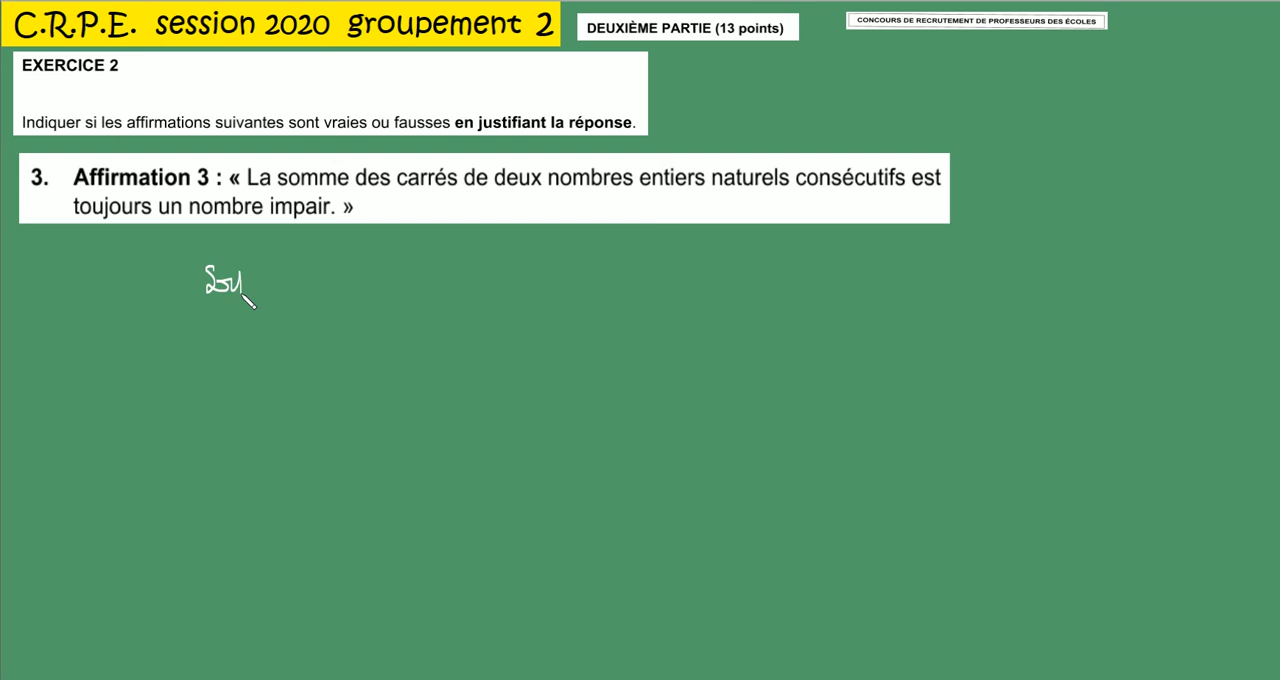 C.R.P.E. session 2020 groupement 2
DEUXIÈME PARTIE (13 points)
CONCOURS DE RECRUTEMENT DE PROFESSEURS DES ÉCOLES
EXERCICE 2
Indiquer si les affirmations suivantes sont vraies ou fausses en justifiant la réponse.
3. Affirmation 3 : « La somme des carrés de deux nombres entiers naturels consécutifs est
toujours un nombre impair. »